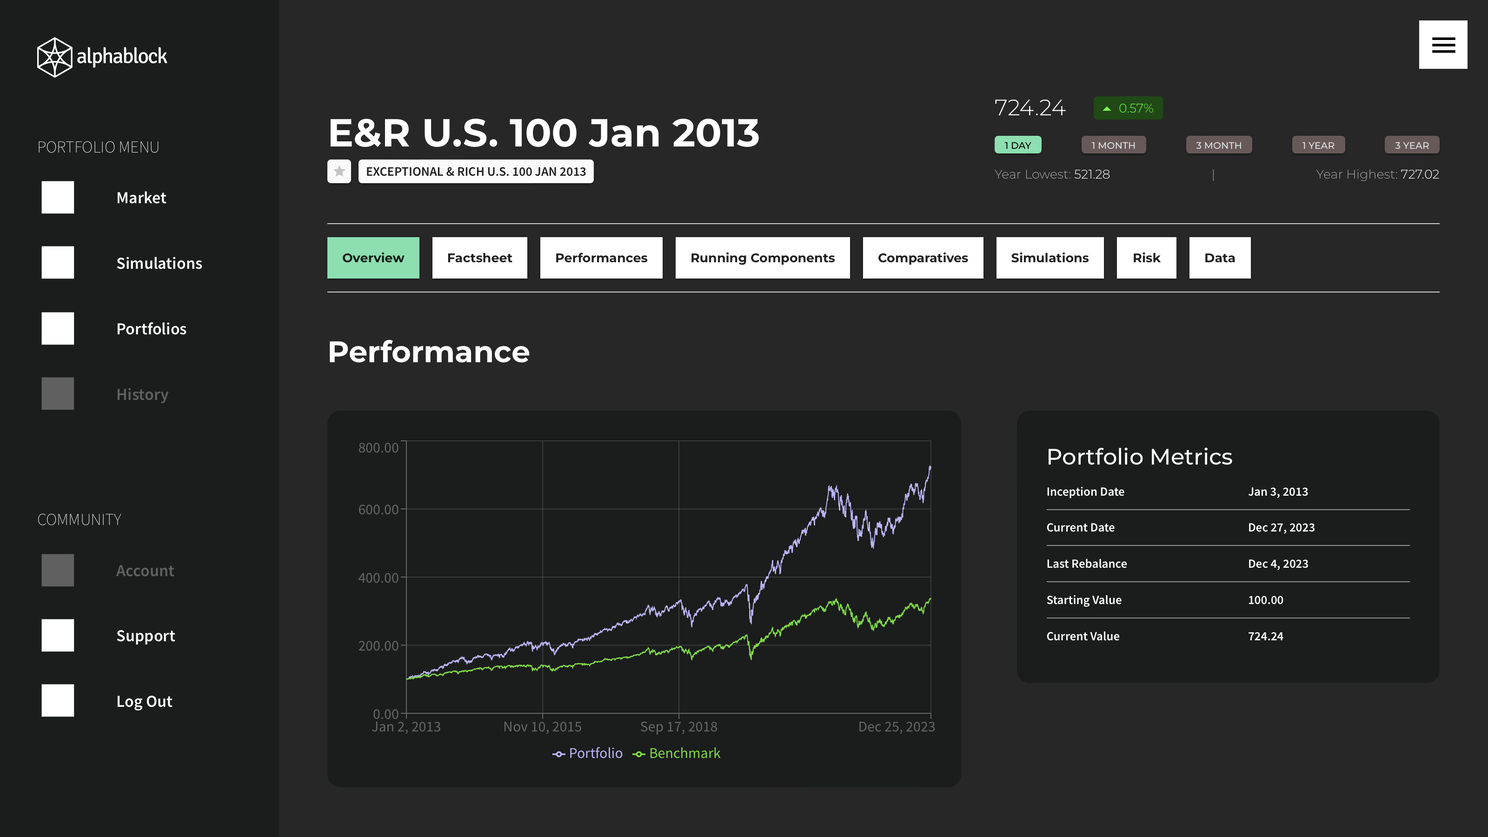 alphablock
PORTFOLIO MENU
Market
Simulations
Portfolios
History
COMMUNITY
Account
Support
Log Out
E&R U.S. 100 Jan 2013
EXCEPTIONAL & RICH U.S. 100 JAN 2013
724.24 0.57%
1 DAY 1 MONTH 3 MONTH 1 YEAR 3 YEAR
Year Lowest: 521.28 | Year Highest: 727.02
Overview Factsheet Performances Running Components Comparatives Simulations Risk Data
Performance
800.00
600.00
400.00
200.00
0.00
Jan 2, 2013 Nov 10, 2015 Sep 17, 2018 Dec 25, 2023
Portfolio Benchmark
Portfolio Metrics
Inception Date Jan 3, 2013
Current Date Dec 27, 2023
Last Rebalance Dec 4, 2023
Starting Value 100.00
Current Value 724.24